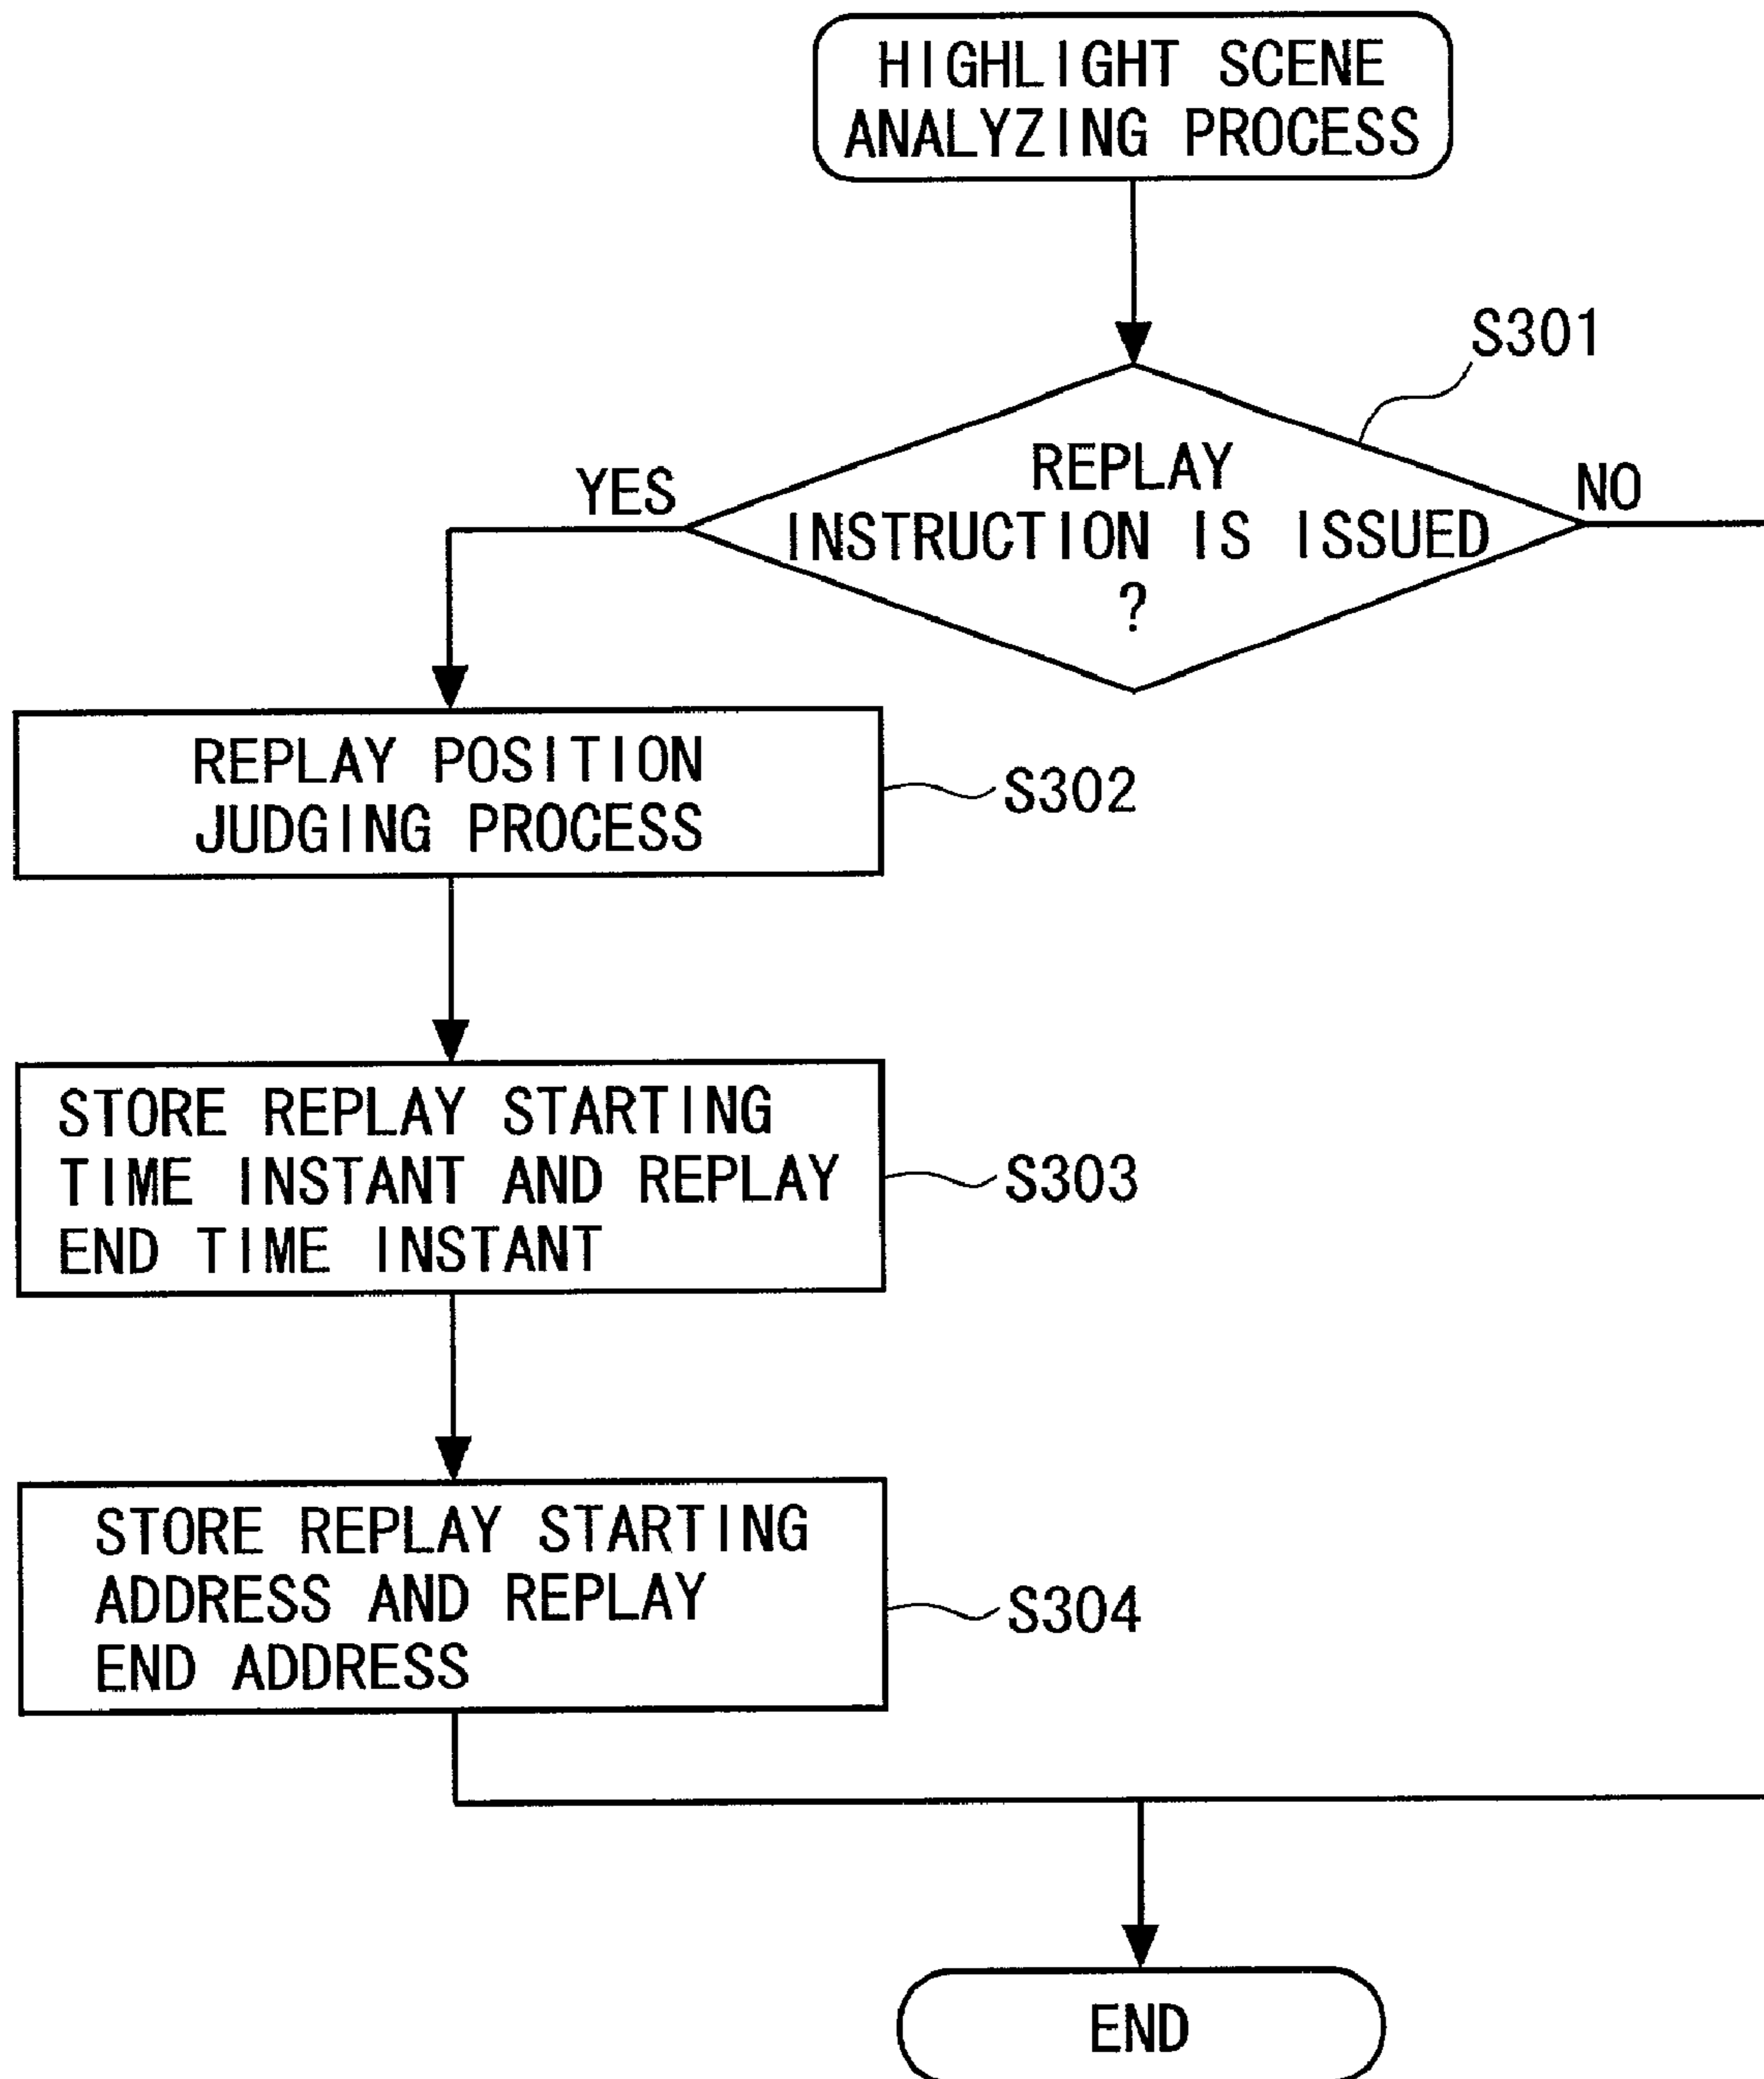 HIGHLIGHT SCENE
ANALYZING PROCESS
S301
REPLAY
INSTRUCTION IS ISSUED
?
YES
NO
REPLAY POSITION
JUDGING PROCESS
S302
STORE REPLAY STARTING
TIME INSTANT AND REPLAY
END TIME INSTANT
S303
STORE REPLAY STARTING
ADDRESS AND REPLAY
END ADDRESS
S304
END